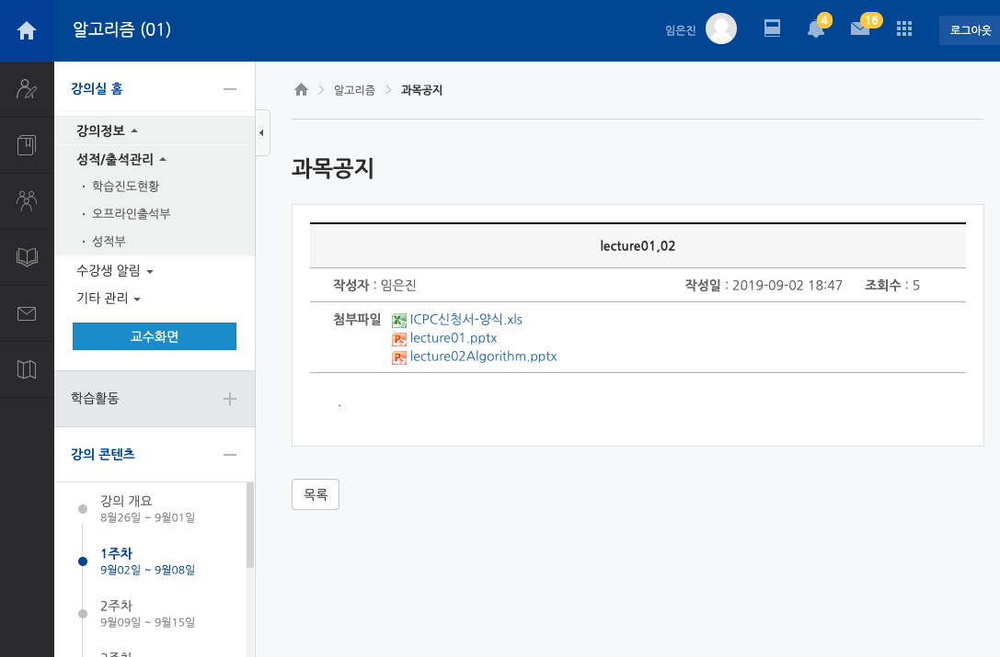 알고리즘 (01)
임은진
4
16
로그아웃
강의실 홈
강의정보
성적/출석관리
· 학습진도현황
· 오프라인출석부
· 성적부
수강생 알림
기타 관리
교수화면
학습활동
강의 콘텐츠
강의 개요
8월26일 ~ 9월01일
1주차
9월02일 ~ 9월08일
2주차
9월09일 ~ 9월15일
알고리즘 과목공지
과목공지
lecture01,02
작성자 : 임은진 작성일 : 2019-09-02 18:47 조회수 : 5
첨부파일 ICPC신청서-양식.xls
lecture01.pptx
lecture02Algorithm.pptx
.
목록